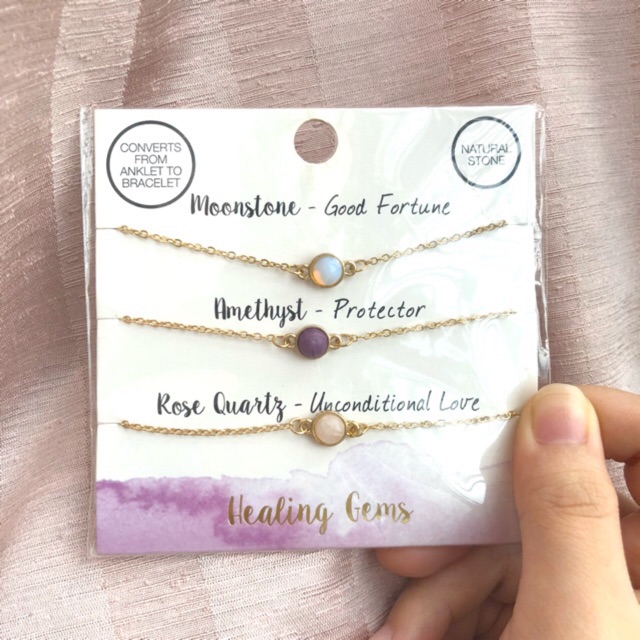 CONVERTS
FROM
ANKLET TO
BRACELET
NATURAL
STONE
Moonstone - Good Fortune
Amethyst - Protector
Rose Quartz - Unconditional Love
Healing Gems